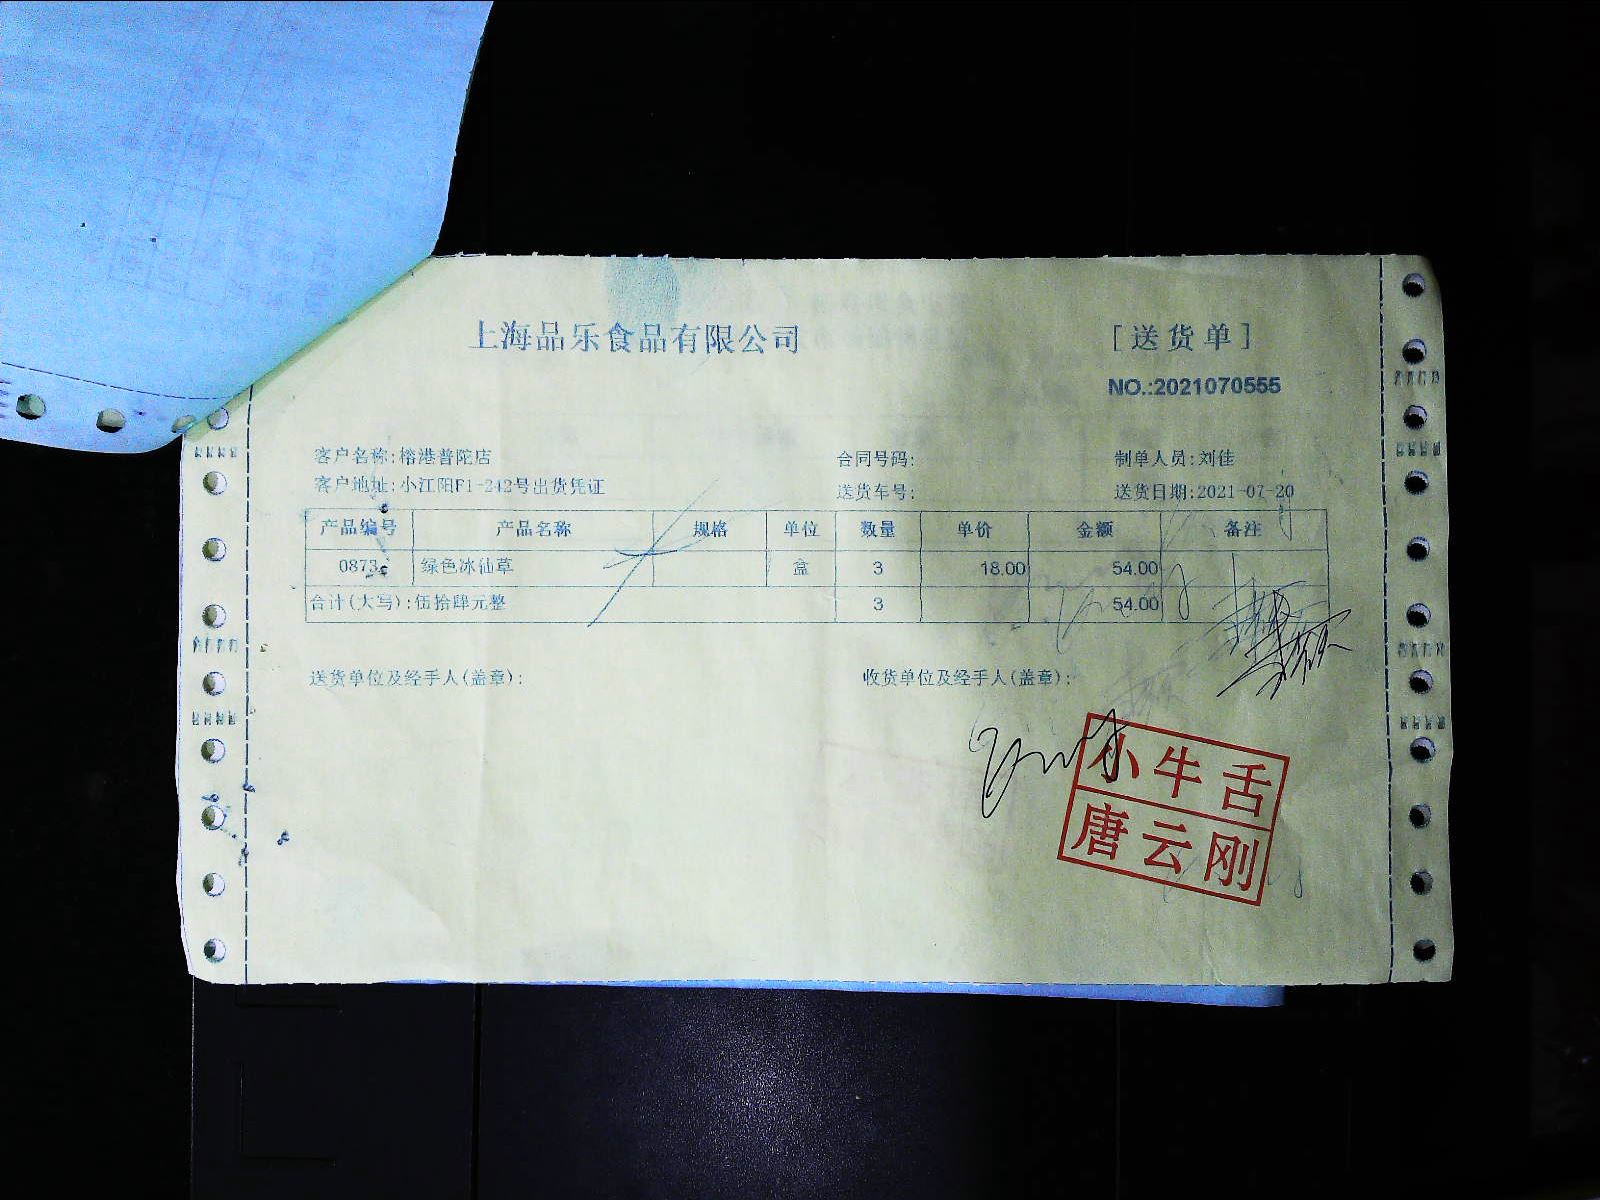 上海品乐食品有限公司 [送货单]
NO.:2021070555
客户名称:榕港普陀店 合同号码: 制单人员:刘佳
客户地址:小江阳F1-242号出货凭证 送货车号: 送货日期:2021-07-20
产品编号 产品名称 规格 单位 数量 单价 金额 备注
0873 绿色冰仙草 盒 3 18.00 54.00
合计(大写):伍拾肆元整 3 54.00
送货单位及经手人(盖章): 收货单位及经手人(盖章):
小牛舌
唐云刚